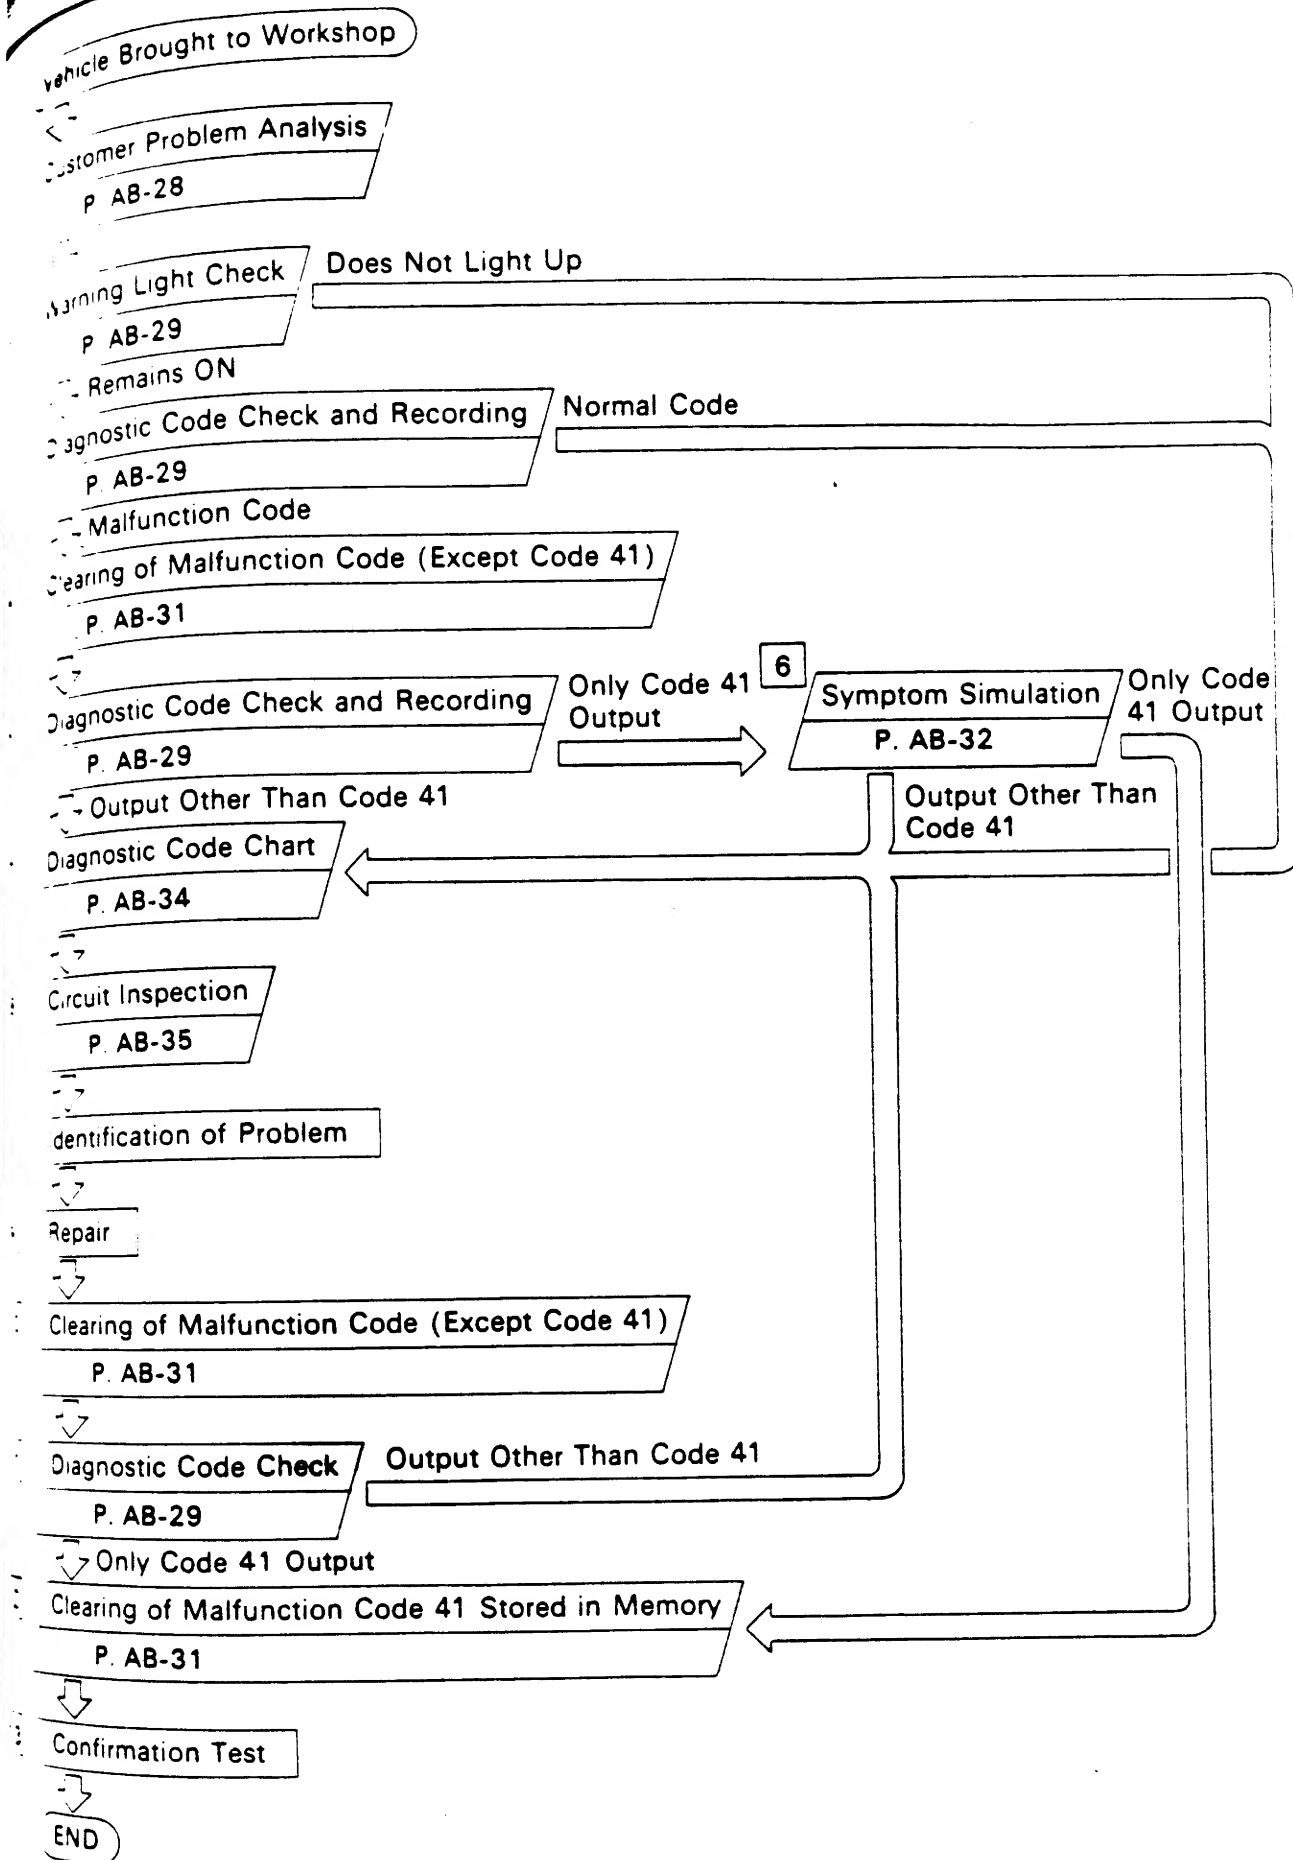 Vehicle Brought to Workshop
Customer Problem Analysis
P. AB-28
Warning Light Check
Does Not Light Up
P. AB-29
Remains ON
Diagnostic Code Check and Recording
Normal Code
P. AB-29
Malfunction Code
Clearing of Malfunction Code (Except Code 41)
P. AB-31
Diagnostic Code Check and Recording
P. AB-29
Only Code 41
Output
6
Symptom Simulation
P. AB-32
Only Code
41 Output
Output Other Than Code 41
Output Other Than
Code 41
Diagnostic Code Chart
P. AB-34
Circuit Inspection
P. AB-35
Identification of Problem
Repair
Clearing of Malfunction Code (Except Code 41)
P. AB-31
Diagnostic Code Check
Output Other Than Code 41
P. AB-29
Only Code 41 Output
Clearing of Malfunction Code 41 Stored in Memory
P. AB-31
Confirmation Test
END